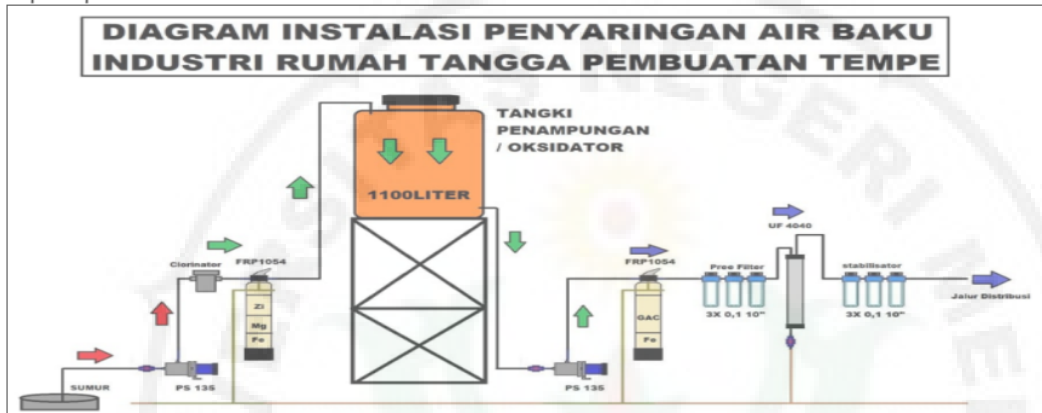 DIAGRAM INSTALASI PENYARINGAN AIR BAKU
INDUSTRI RUMAH TANGGA PEMBUATAN TEMPE
TANGKI
PENAMPUNGAN
/ OKSIDATOR
1100LITER
Clorinator
FRP1054
Zi
Mg
Fe
SUMUR
PS 135
FRP1054
GAC
Fe
PS 135
Pree Filter
3X 0,1 10"
UF 4040
stabilisator
3X 0,1 10"
Jalur Distribusi